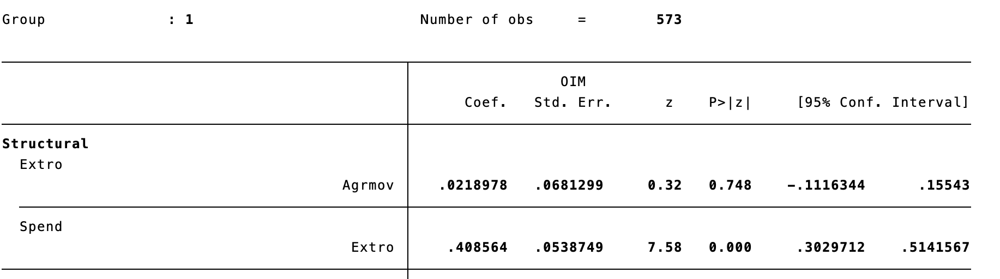 Group : 1 Number of obs = 573
OIM
Coef. Std. Err. z P>|z| [95% Conf. Interval]
Structural
Extro
Agrmov .0218978 .0681299 0.32 0.748 -.1116344 .15543
Spend
Extro .408564 .0538749 7.58 0.000 .3029712 .5141567